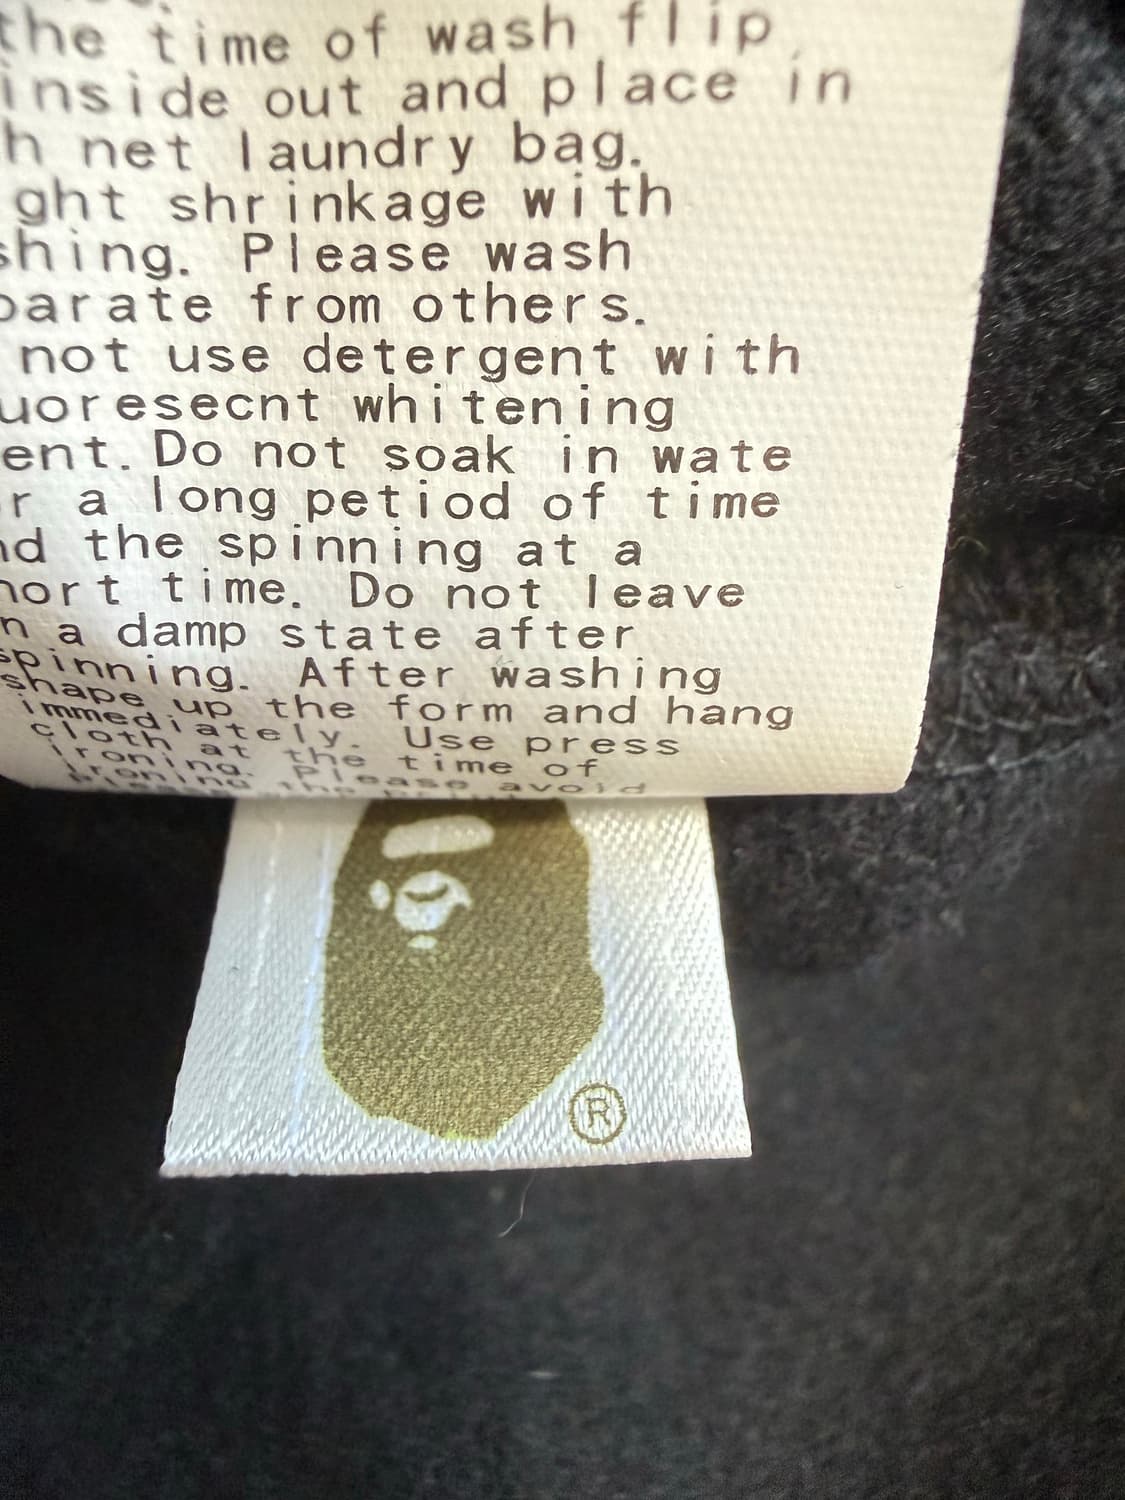 the time of wash flip
inside out and place in
h net laundry bag.
ght shrinkage with
shing. Please wash
parate from others.
not use detergent with
uoresecnt whitening
ent. Do not soak in wate
r a long petiod of time
nd the spinning at a
hort time. Do not leave
n a damp state after
spinning. After washing
shape up the form and hang
immediately. Use press
cloth at the time of
ironing. Please avoid
®